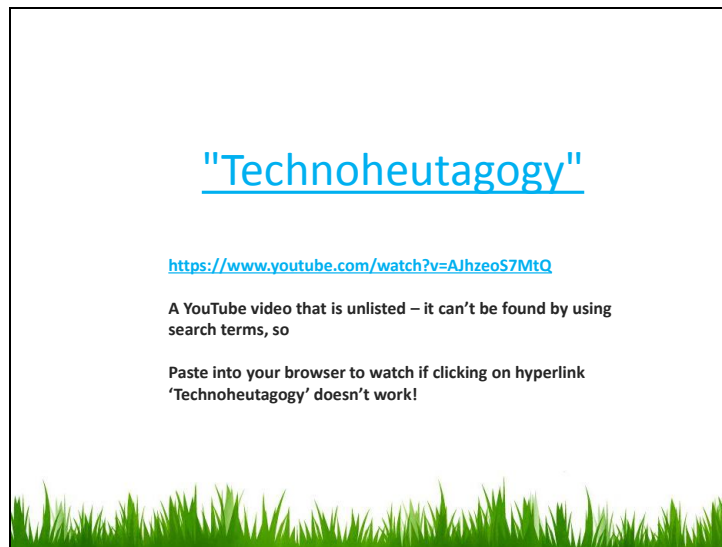 "Technoheutagogy"
https://www.youtube.com/watch?v=AJhzeoS7MtQ
A YouTube video that is unlisted – it can’t be found by using
search terms, so
Paste into your browser to watch if clicking on hyperlink
‘Technoheutagogy’ doesn’t work!